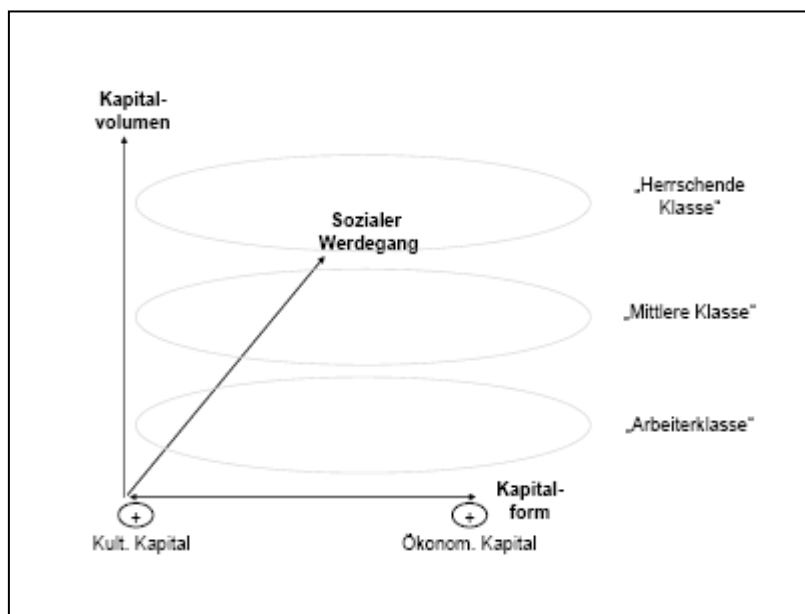 Kapital-
volumen
„Herrschende
Klasse“
Sozialer
Werdegang
„Mittlere Klasse“
„Arbeiterklasse“
Kapital-
form
+
+
Kult. Kapital
Ökonom. Kapital